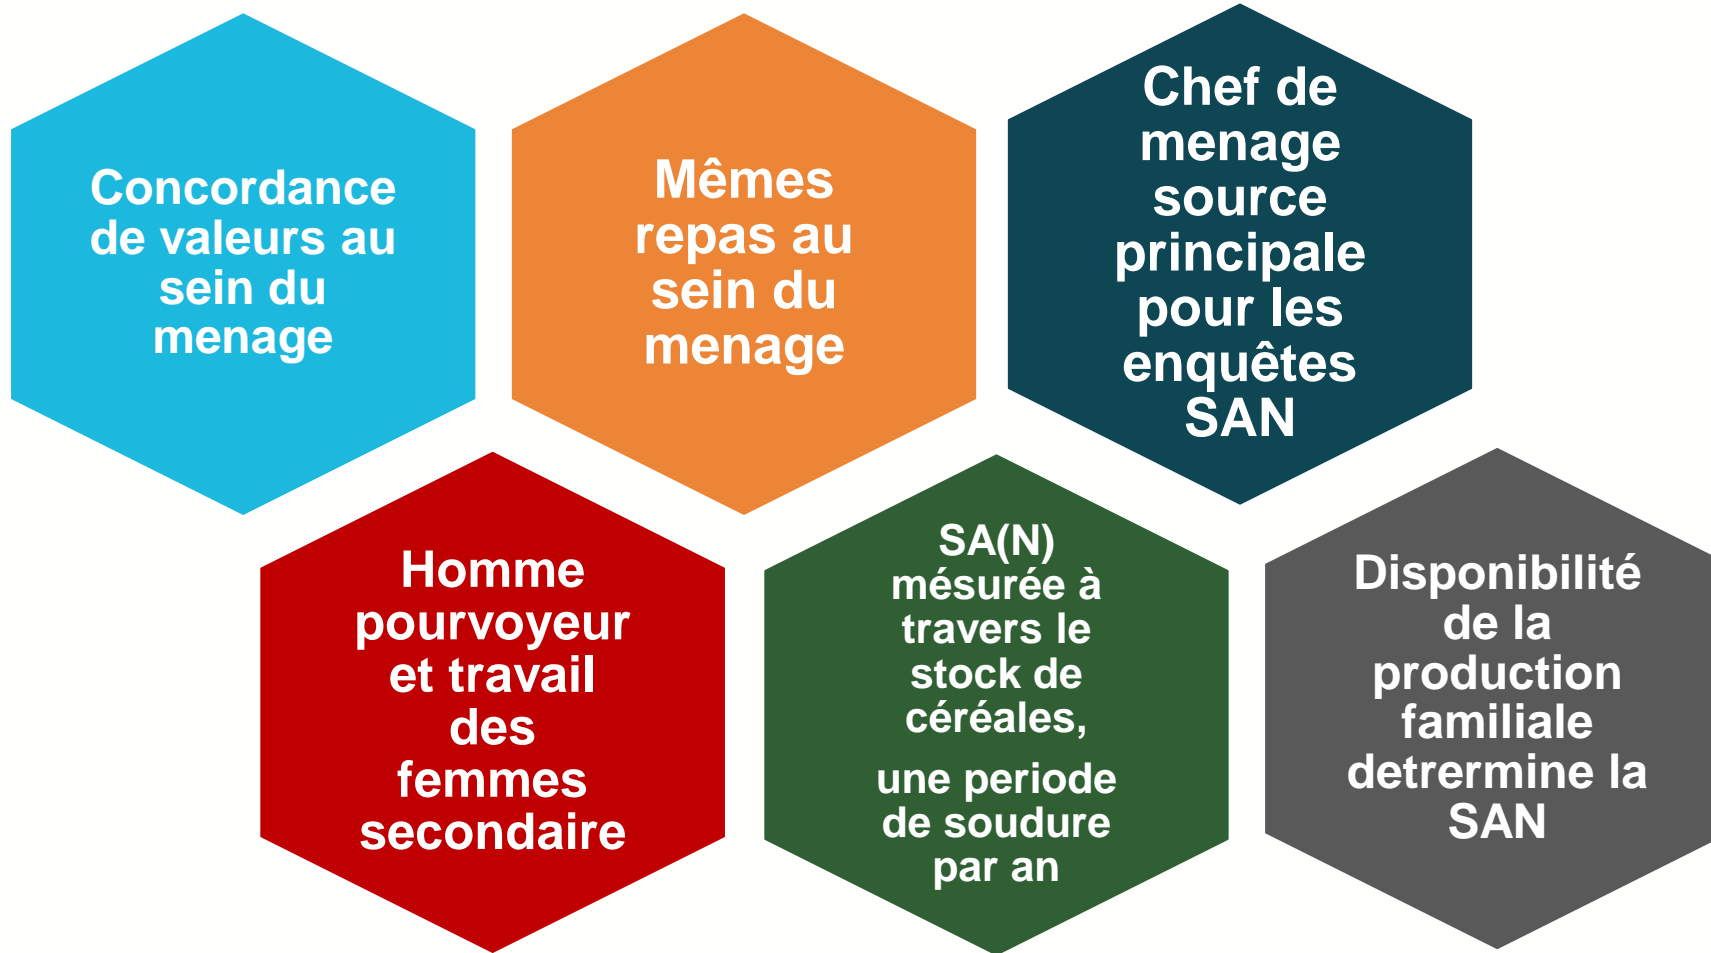 Concordance
de valeurs au
sein du
menage
Mêmes
repas au
sein du
menage
Chef de
menage
source
principale
pour les
enquêtes
SAN
Homme
pourvoyeur
et travail
des
femmes
secondaire
SA(N)
mésurée à
travers le
stock de
céréales,
une periode
de soudure
par an
Disponibilité
de la
production
familiale
detrermine la
SAN